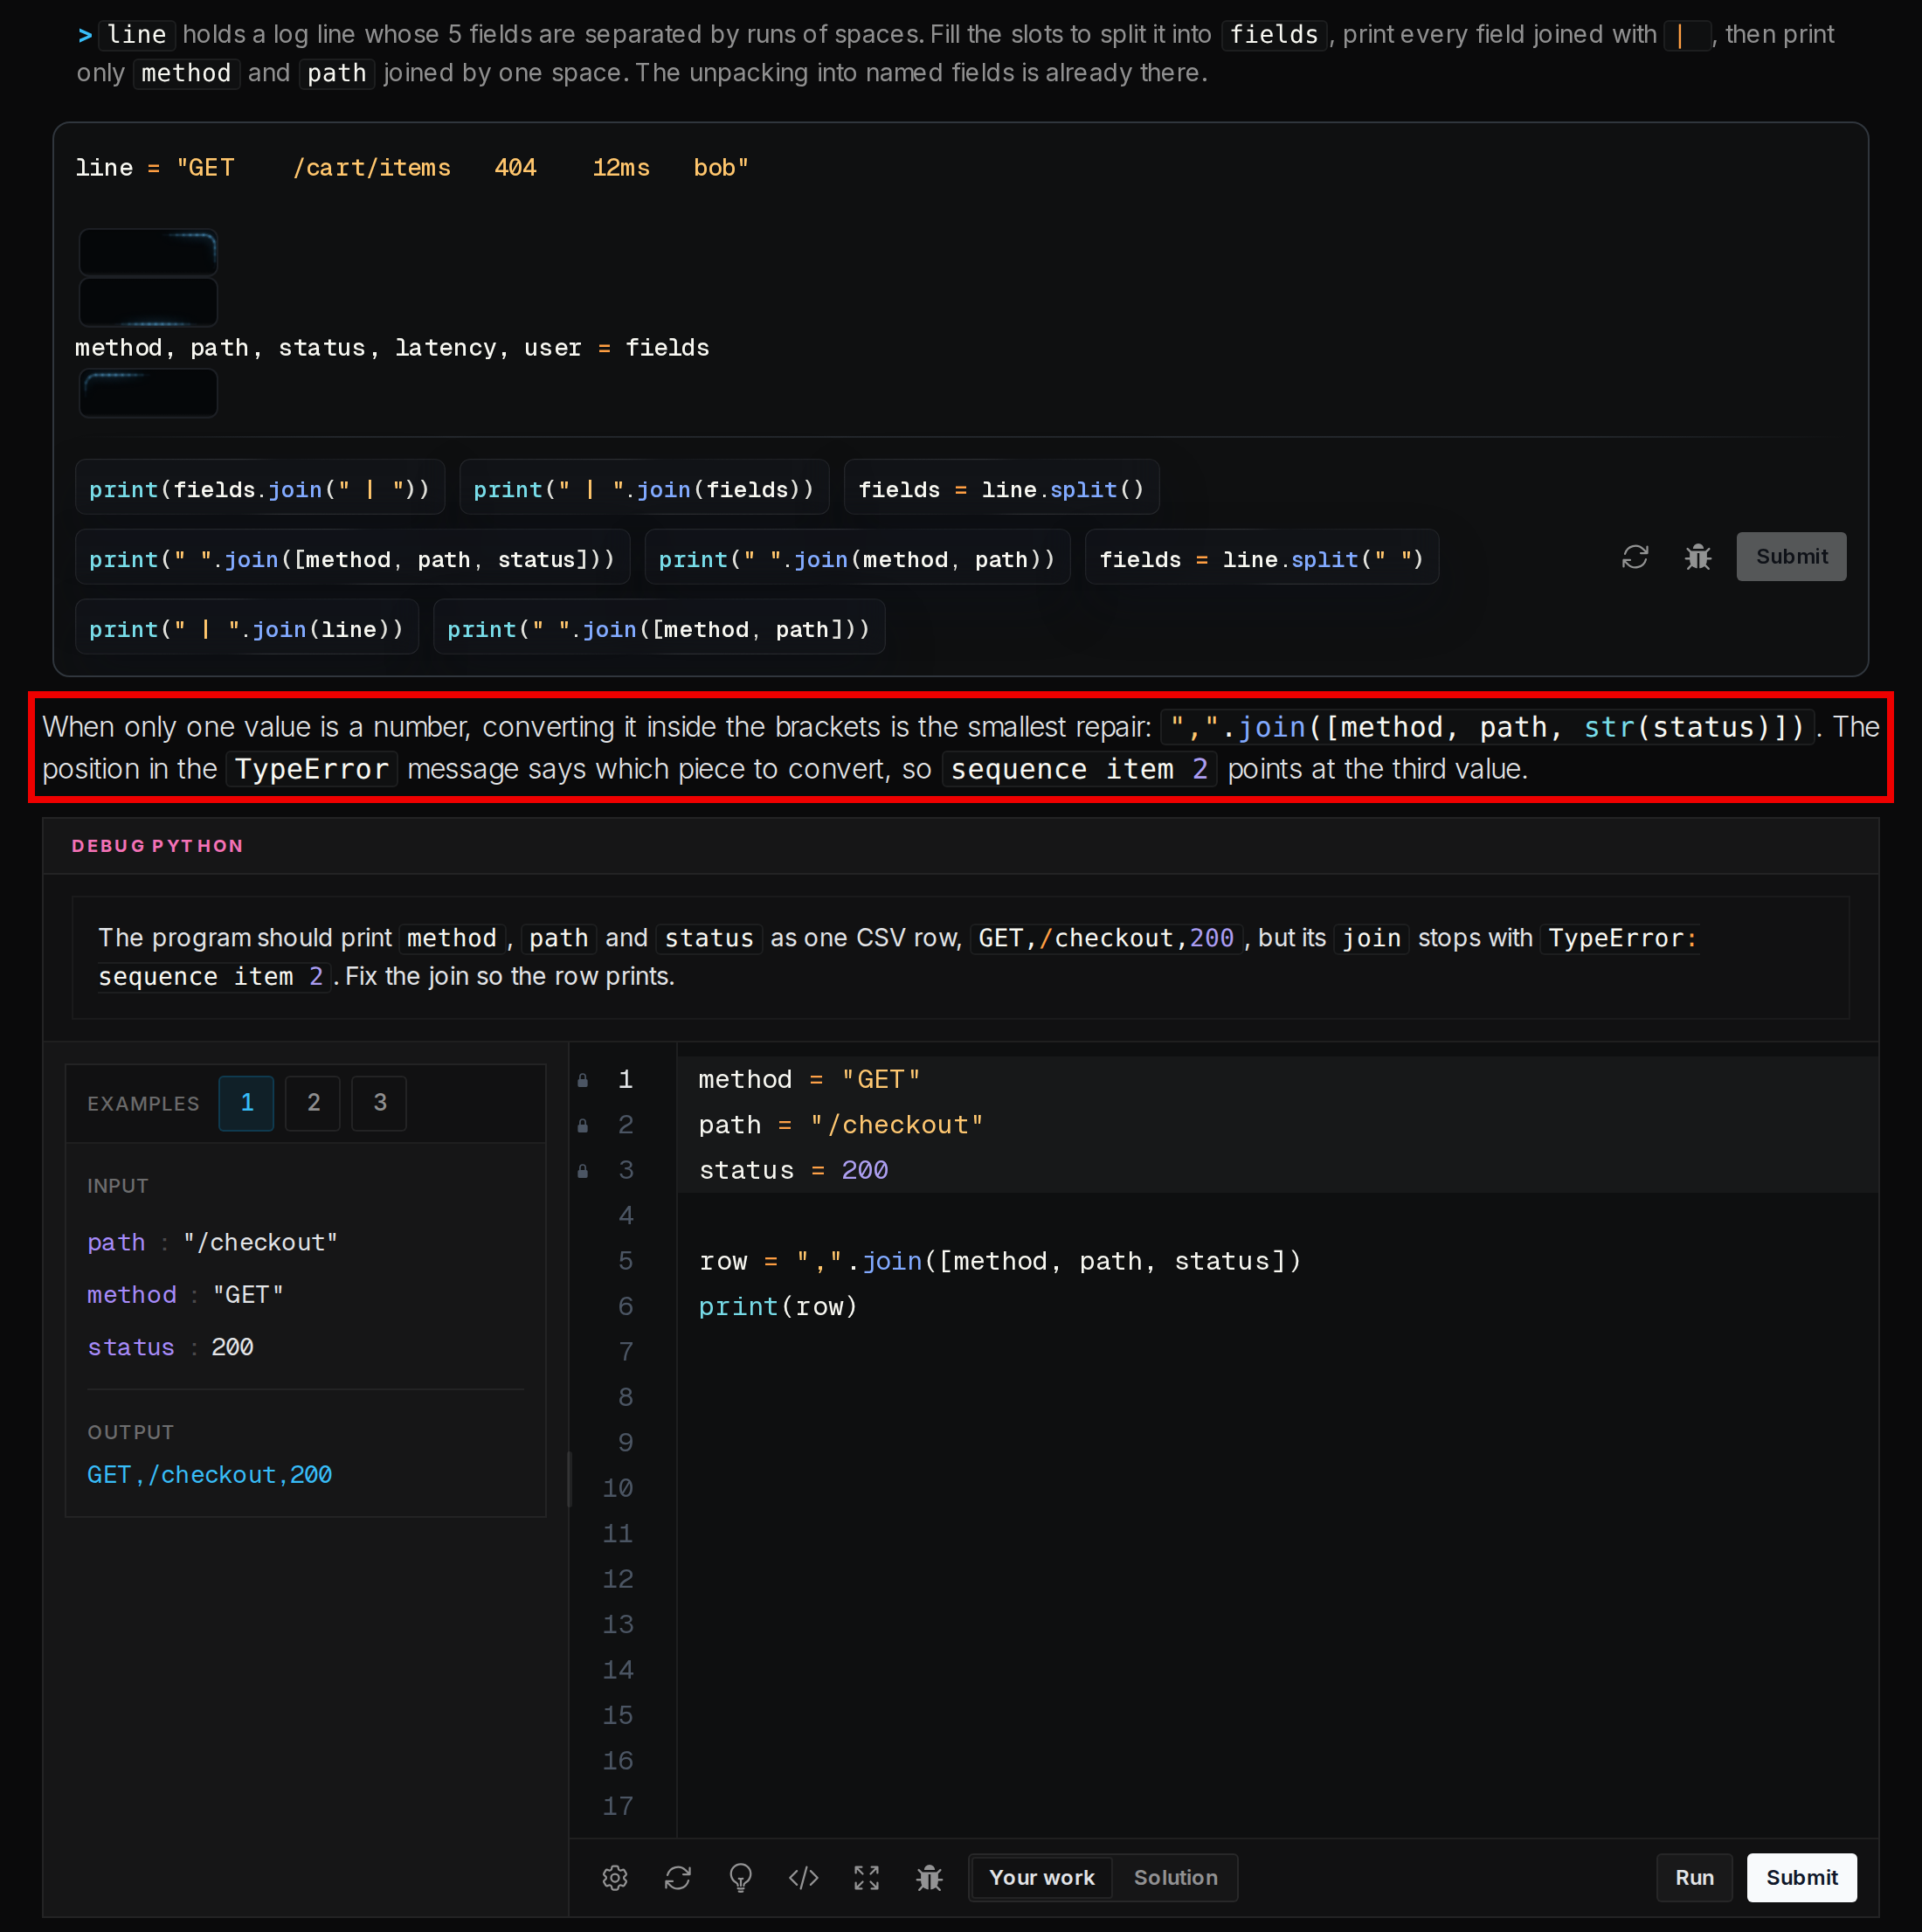 > line holds a log line whose 5 fields are separated by runs of spaces. Fill the slots to split it into fields, print every field joined with | , then print
only method and path joined by one space. The unpacking into named fields is already there.
line = "GET    /cart/items   404    12ms   bob"
method, path, status, latency, user = fields
print(fields.join(" | ")) print(" | ".join(fields)) fields = line.split()
print(" ".join([method, path, status])) print(" ".join(method, path)) fields = line.split(" ")
Submit
print(" | ".join(line)) print(" ".join([method, path]))
When only one value is a number, converting it inside the brackets is the smallest repair: ",".join([method, path, str(status)]). The
position in the TypeError message says which piece to convert, so sequence item 2 points at the third value.
DEBUG PYTHON
The program should print method, path and status as one CSV row, GET,/checkout,200, but its join stops with TypeError:
sequence item 2. Fix the join so the row prints.
EXAMPLES 1 2 3
INPUT
path : "/checkout"
method : "GET"
status : 200
OUTPUT
GET,/checkout,200
1 method = "GET"
2 path = "/checkout"
3 status = 200
4
5 row = ",".join([method, path, status])
6 print(row)
7
8
9
10
11
12
13
14
15
16
17
Your work Solution Run Submit